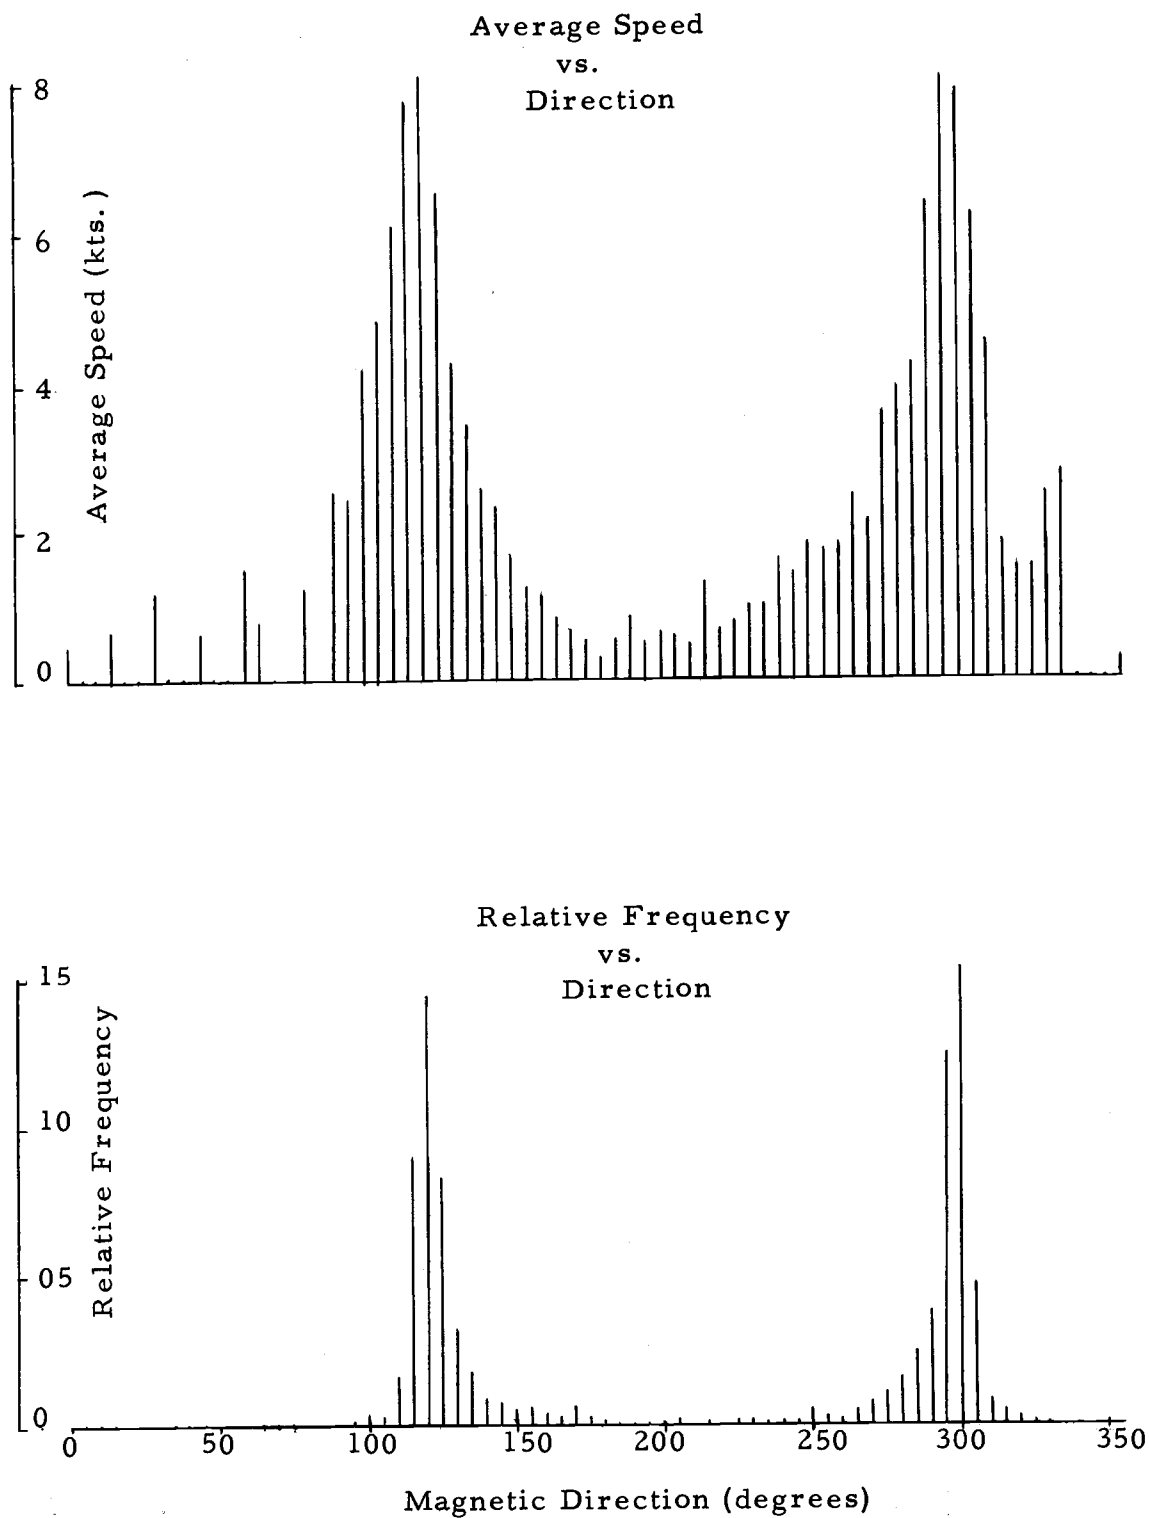 Average Speed
vs.
Direction
8
6
4
2
0
Average Speed (kts.)
Relative Frequency
vs.
Direction
15
10
05
0
Relative Frequency
0 50 100 150 200 250 300 350
Magnetic Direction (degrees)